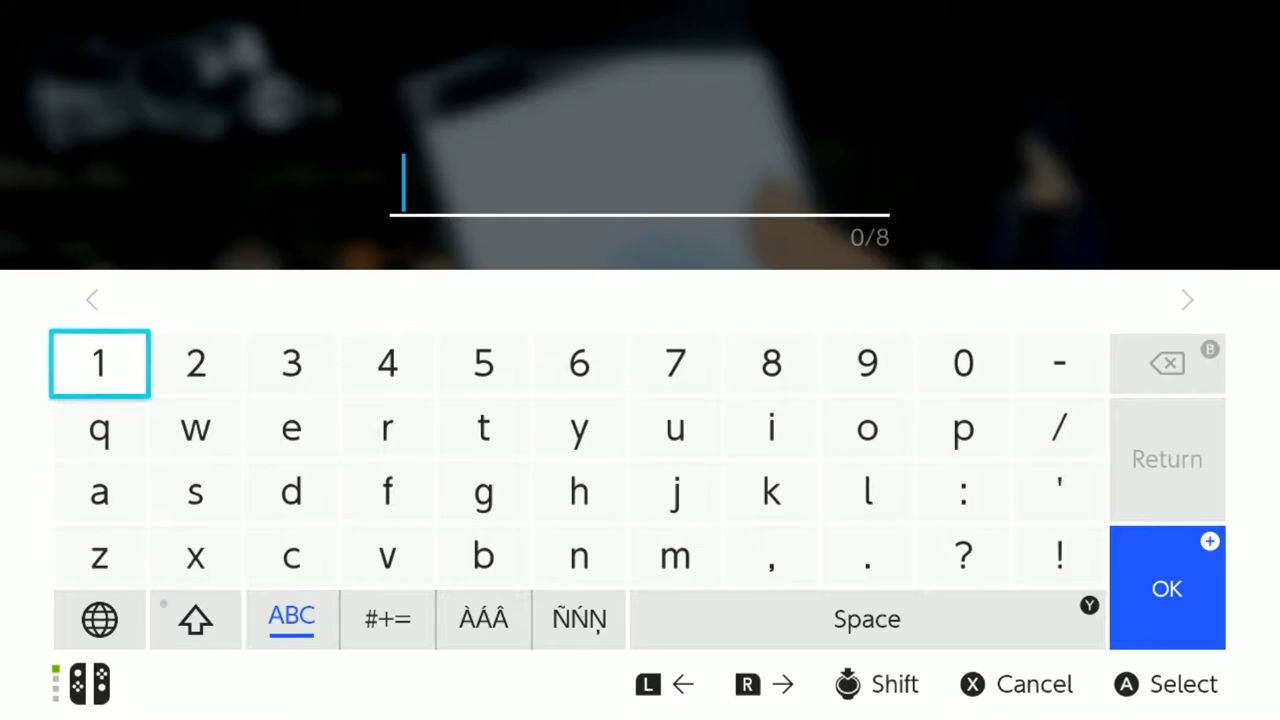 0/8
1 2 3 4 5 6 7 8 9 0 - B
q w e r t y u i o p / Return
a s d f g h j k l : '
z x c v b n m , . ? ! + OK
ABC #+= ÀÁÂ ÑŃŅ Space Y
L ← R → Shift X Cancel A Select